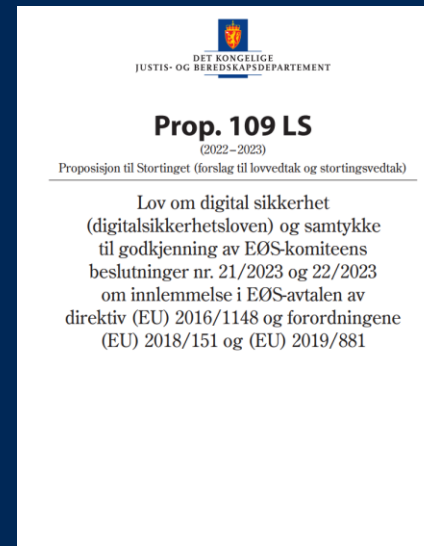 DET KONGELIGE
JUSTIS- OG BEREDSKAPSDEPARTEMENT
Prop. 109 LS
(2022–2023)
Proposisjon til Stortinget (forslag til lovvedtak og stortingsvedtak)
Lov om digital sikkerhet
(digitalsikkerhetsloven) og samtykke
til godkjenning av EØS-komiteens
beslutninger nr. 21/2023 og 22/2023
om innlemmelse i EØS-avtalen av
direktiv (EU) 2016/1148 og forordningene
(EU) 2018/151 og (EU) 2019/881